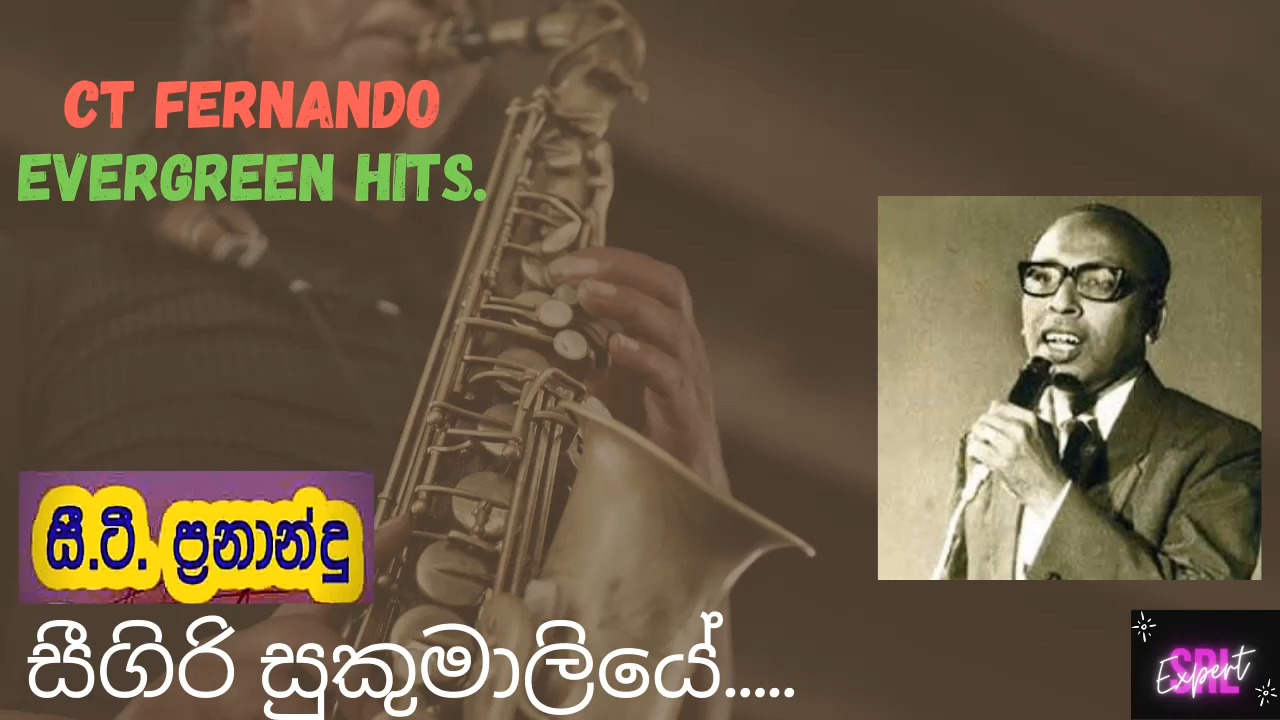 CT FERNANDO
EVERGREEN HITS.
සී.ටී. ප්‍රනාන්දු
සීගිරි සුකුමාලියේ.....
SRL
Expert